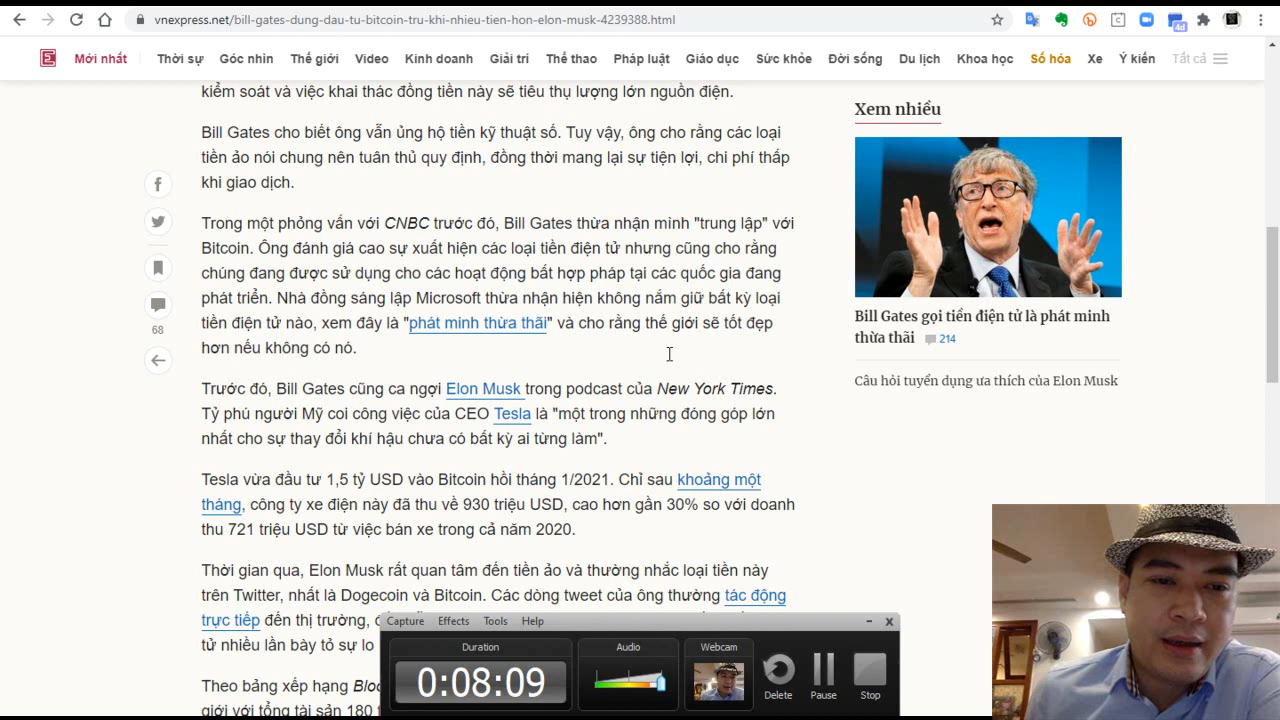 vnexpress.net/bill-gates-dung-dau-tu-bitcoin-tru-khi-nhieu-tien-hon-elon-musk-4239388.html
4d
Mới nhất Thời sự Góc nhìn Thế giới Video Kinh doanh Giải trí Thể thao Pháp luật Giáo dục Sức khỏe Đời sống Du lịch Khoa học Số hóa Xe Ý kiến Tất cả
kiểm soát và việc khai thác đồng tiền này sẽ tiêu thụ lượng lớn nguồn điện.
Bill Gates cho biết ông vẫn ủng hộ tiền kỹ thuật số. Tuy vậy, ông cho rằng các loại
tiền ảo nói chung nên tuân thủ quy định, đồng thời mang lại sự tiện lợi, chi phí thấp
khi giao dịch.
Trong một phỏng vấn với CNBC trước đó, Bill Gates thừa nhận mình "trung lập" với
Bitcoin. Ông đánh giá cao sự xuất hiện các loại tiền điện tử nhưng cũng cho rằng
chúng đang được sử dụng cho các hoạt động bất hợp pháp tại các quốc gia đang
phát triển. Nhà đồng sáng lập Microsoft thừa nhận hiện không nắm giữ bất kỳ loại
tiền điện tử nào, xem đây là "phát minh thừa thãi" và cho rằng thế giới sẽ tốt đẹp
hơn nếu không có nó.
68
Trước đó, Bill Gates cũng ca ngợi Elon Musk trong podcast của New York Times.
Tỷ phú người Mỹ coi công việc của CEO Tesla là "một trong những đóng góp lớn
nhất cho sự thay đổi khí hậu chưa có bất kỳ ai từng làm".
Tesla vừa đầu tư 1,5 tỷ USD vào Bitcoin hồi tháng 1/2021. Chỉ sau khoảng một
tháng, công ty xe điện này đã thu về 930 triệu USD, cao hơn gần 30% so với doanh
thu 721 triệu USD từ việc bán xe trong cả năm 2020.
Thời gian qua, Elon Musk rất quan tâm đến tiền ảo và thường nhắc loại tiền này
trên Twitter, nhất là Dogecoin và Bitcoin. Các dòng tweet của ông thường tác động
trực tiếp đến thị trường,
tử nhiều lần bày tỏ sự lo
Theo bảng xếp hạng
giới với tổng tài sản 180
Xem nhiều
Bill Gates gọi tiền điện tử là phát minh
thừa thãi 214
Câu hỏi tuyển dụng ưa thích của Elon Musk
Capture Effects Tools Help
Duration Audio Webcam
0:08:09
Delete Pause Stop